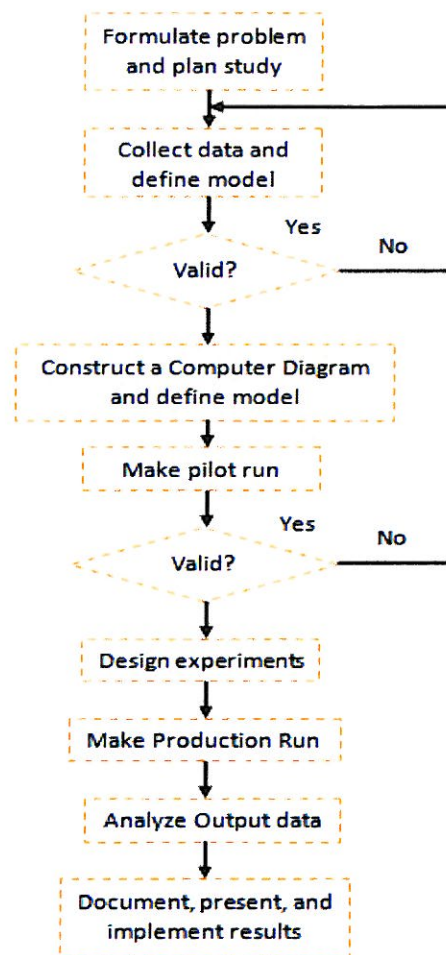 Formulate problem
and plan study
Collect data and
define model
Yes
No
Valid?
Construct a Computer Diagram
and define model
Make pilot run
Yes
No
Valid?
Design experiments
Make Production Run
Analyze Output data
Document, present, and
implement results